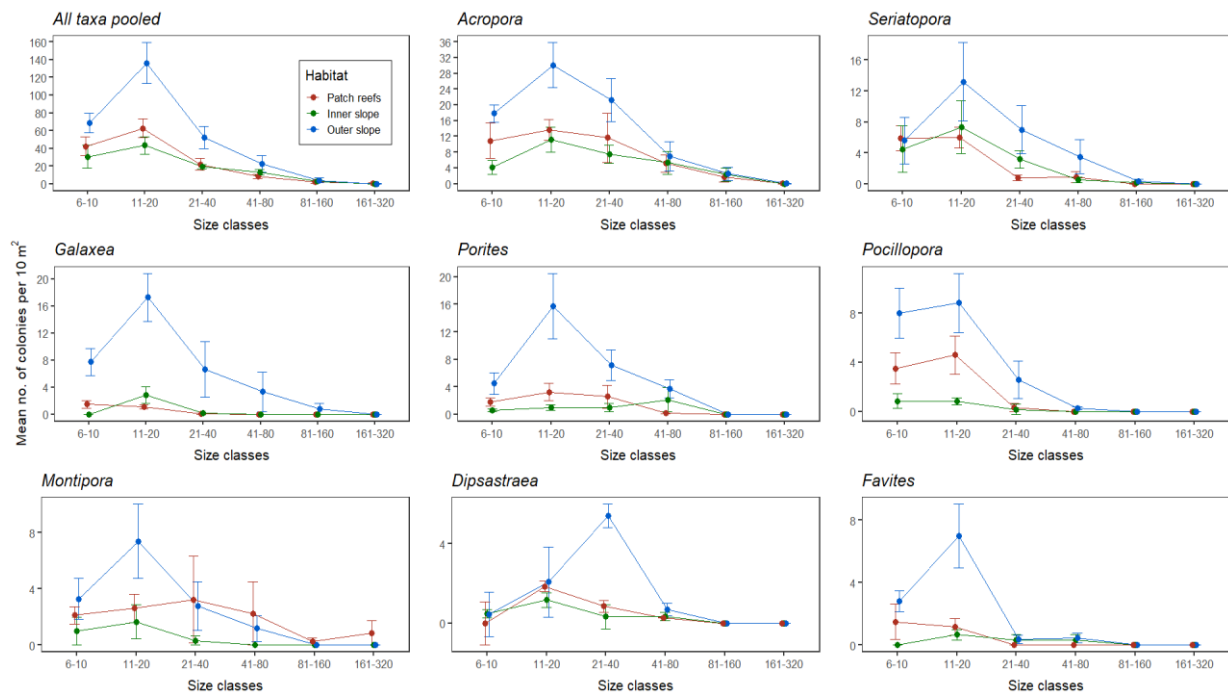 All taxa pooled
160
140
120
100
80
60
40
20
0
Habitat
Patch reefs
Inner slope
Outer slope
6-10 11-20 21-40 41-80 81-160 161-320
Size classes
Acropora
36
32
28
24
20
16
12
8
4
0
6-10 11-20 21-40 41-80 81-160 161-320
Size classes
Seriatopora
16
12
8
4
0
6-10 11-20 21-40 41-80 81-160 161-320
Size classes
Mean no. of colonies per 10 m²
Galaxea
20
16
12
8
4
0
6-10 11-20 21-40 41-80 81-160 161-320
Size classes
Porites
20
16
12
8
4
0
6-10 11-20 21-40 41-80 81-160 161-320
Size classes
Pocillopora
8
4
0
6-10 11-20 21-40 41-80 81-160 161-320
Size classes
Montipora
8
4
0
6-10 11-20 21-40 41-80 81-160 161-320
Size classes
Dipsastraea
4
0
6-10 11-20 21-40 41-80 81-160 161-320
Size classes
Favites
8
4
0
6-10 11-20 21-40 41-80 81-160 161-320
Size classes